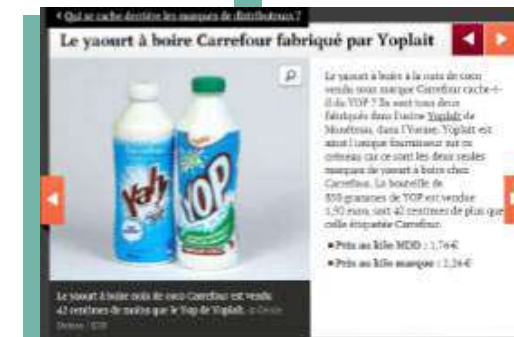 Qui se cache derrière les marques de distributeurs ?
Le yaourt à boire Carrefour fabriqué par Yoplait
Yah
YOP
Le yaourt à boire à la noix de coco
vendu sous marque Carrefour cache-t-
il du YOP ? Ils sont tous deux
fabriqués dans l'usine Yoplait de
Monéteau, dans l'Yonne. Yoplait est
ainsi l'unique fournisseur sur ce
créneau car ce sont les deux seules
marques de yaourt à boire chez
Carrefour. La bouteille de
850 grammes de YOP est vendue
1,90 euro, soit 42 centimes de plus que
celle étiquetée Carrefour.
Prix au kilo MDD : 1,76€
Prix au kilo marque : 2,26€
Le yaourt à boire noix de coco Carrefour est vendu
42 centimes de moins que le Yop de Yoplait.